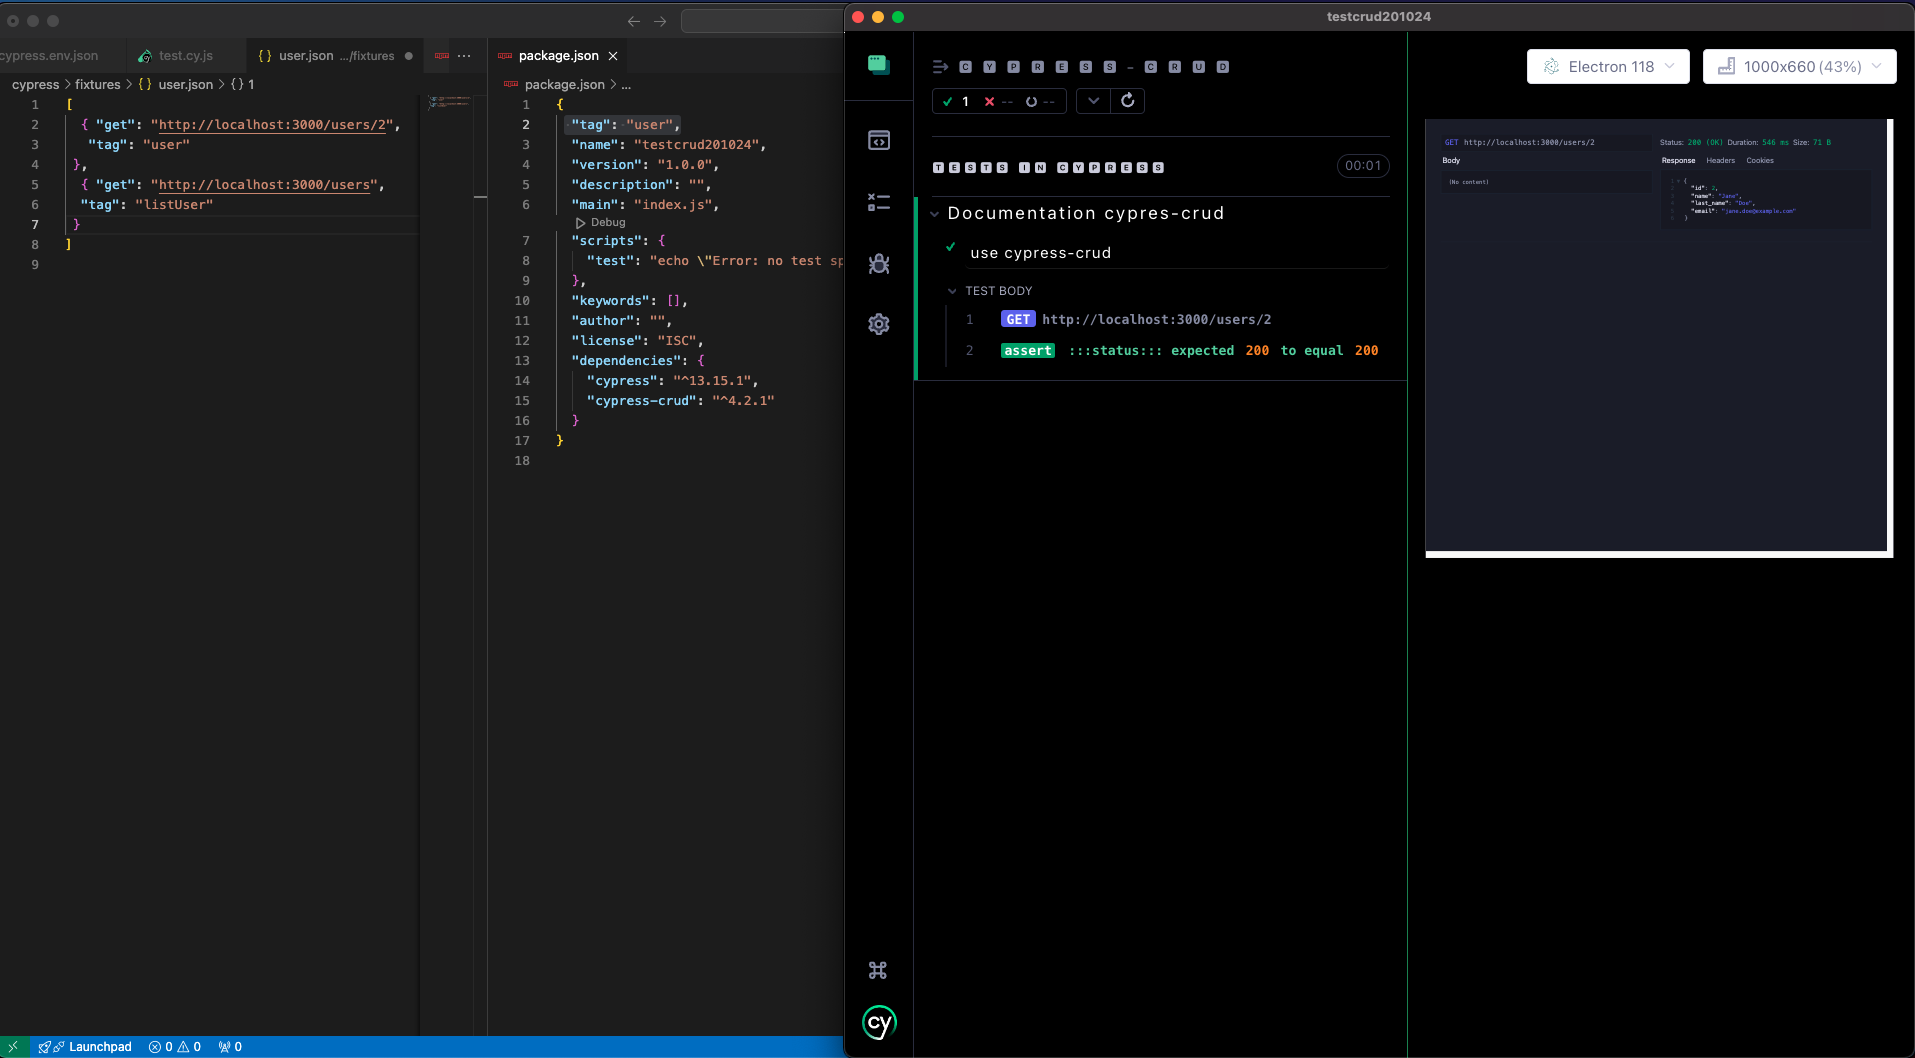 cypress.env.json
test.cy.js
{ } user.json .../fixtures
package.json
cypress > fixtures > { } user.json > { } 1
1 [
2 { "get": "http://localhost:3000/users/2",
3 "tag": "user"
4 },
5 { "get": "http://localhost:3000/users",
6 "tag": "listUser"
7 }
8 ]
9
package.json > ...
1 {
2 "tag": "user",
3 "name": "testcrud201024",
4 "version": "1.0.0",
5 "description": "",
6 "main": "index.js",
Debug
7 "scripts": {
8 "test": "echo \"Error: no test sp
9 },
10 "keywords": [],
11 "author": "",
12 "license": "ISC",
13 "dependencies": {
14 "cypress": "^13.15.1",
15 "cypress-crud": "^4.2.1"
16 }
17 }
18
Launchpad 0 0 0
testcrud201024
CYPRESS-CRUD
1 -- --
TESTS IN CYPRESS
00:01
Documentation cypres-crud
use cypress-crud
TEST BODY
1 GET http://localhost:3000/users/2
2 assert :::status::: expected 200 to equal 200
cy
Electron 118
1000x660 (43%)
GET http://localhost:3000/users/2
Status: 200 (OK) Duration: 546 ms Size: 71 B
Body
Response Headers Cookies
(No content)
1 {
2 "id": 2,
3 "name": "Jane",
4 "last_name": "Doe",
5 "email": "jane.doe@example.com"
6 }